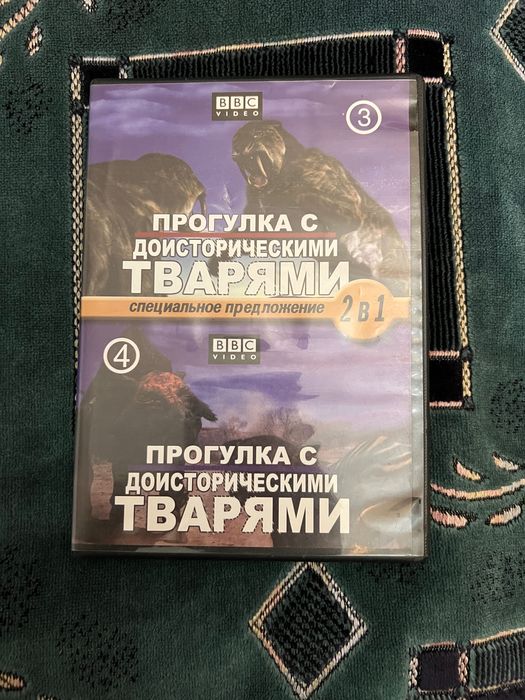 BBC
VIDEO
3
ПРОГУЛКА С
ДОИСТОРИЧЕСКИМИ
ТВАРЯМИ
специальное предложение 2 в 1
4
BBC
VIDEO
ПРОГУЛКА С
ДОИСТОРИЧЕСКИМИ
ТВАРЯМИ